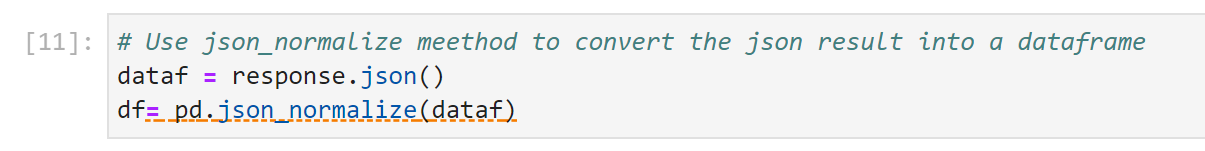 [11]: # Use json_normalize meethod to convert the json result into a dataframe
dataf = response.json()
df= pd.json_normalize(dataf)